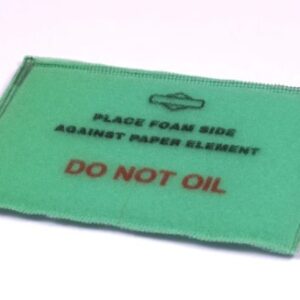 PLACE FOAM SIDE
AGAINST PAPER ELEMENT
DO NOT OIL